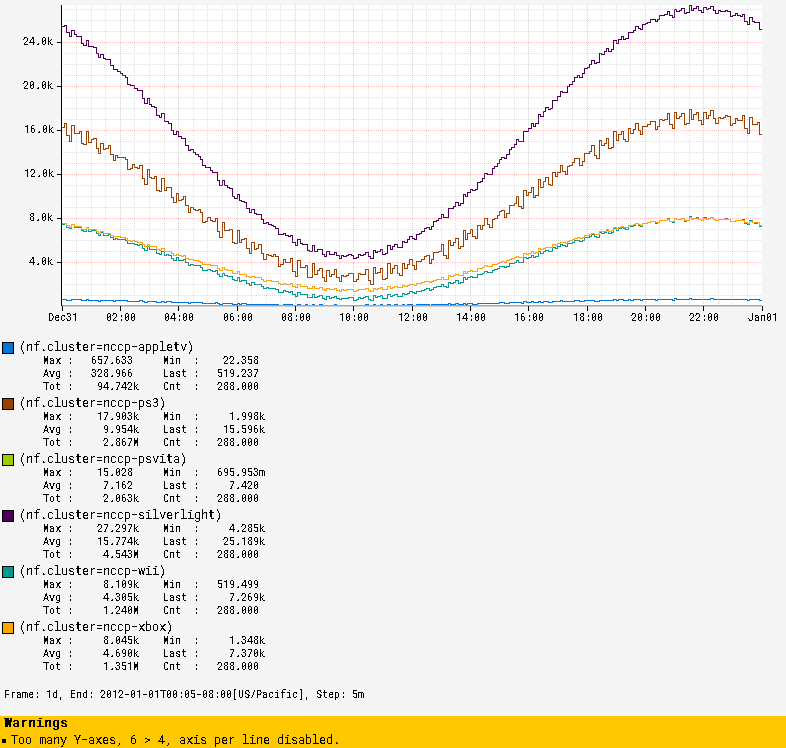 24.0k
20.0k
16.0k
12.0k
8.0k
4.0k
Dec31 02:00 04:00 06:00 08:00 10:00 12:00 14:00 16:00 18:00 20:00 22:00 Jan01
(nf.cluster=nccp-appletv)
Max : 657.633 Min : 22.358
Avg : 328.966 Last : 519.237
Tot : 94.742k Cnt : 288.000
(nf.cluster=nccp-ps3)
Max : 17.903k Min : 1.998k
Avg : 9.954k Last : 15.596k
Tot : 2.867M Cnt : 288.000
(nf.cluster=nccp-psvita)
Max : 15.028 Min : 695.953m
Avg : 7.162 Last : 7.420
Tot : 2.063k Cnt : 288.000
(nf.cluster=nccp-silverlight)
Max : 27.297k Min : 4.285k
Avg : 15.774k Last : 25.189k
Tot : 4.543M Cnt : 288.000
(nf.cluster=nccp-wii)
Max : 8.109k Min : 519.499
Avg : 4.305k Last : 7.269k
Tot : 1.240M Cnt : 288.000
(nf.cluster=nccp-xbox)
Max : 8.045k Min : 1.348k
Avg : 4.690k Last : 7.370k
Tot : 1.351M Cnt : 288.000
Frame: 1d, End: 2012-01-01T00:05-08:00[US/Pacific], Step: 5m
Warnings
Too many Y-axes, 6 > 4, axis per line disabled.